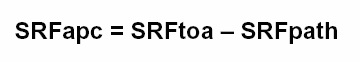 SRFapc = SRFtoa – SRFpath